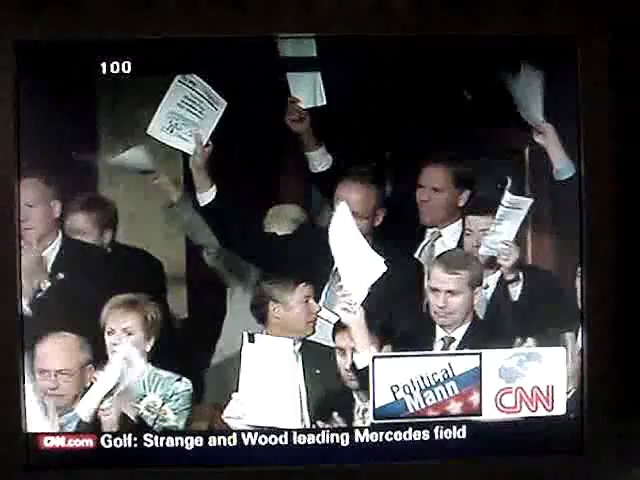 100
Political
Mann
CNN
CNN.com Golf: Strange and Wood leading Mercedes field